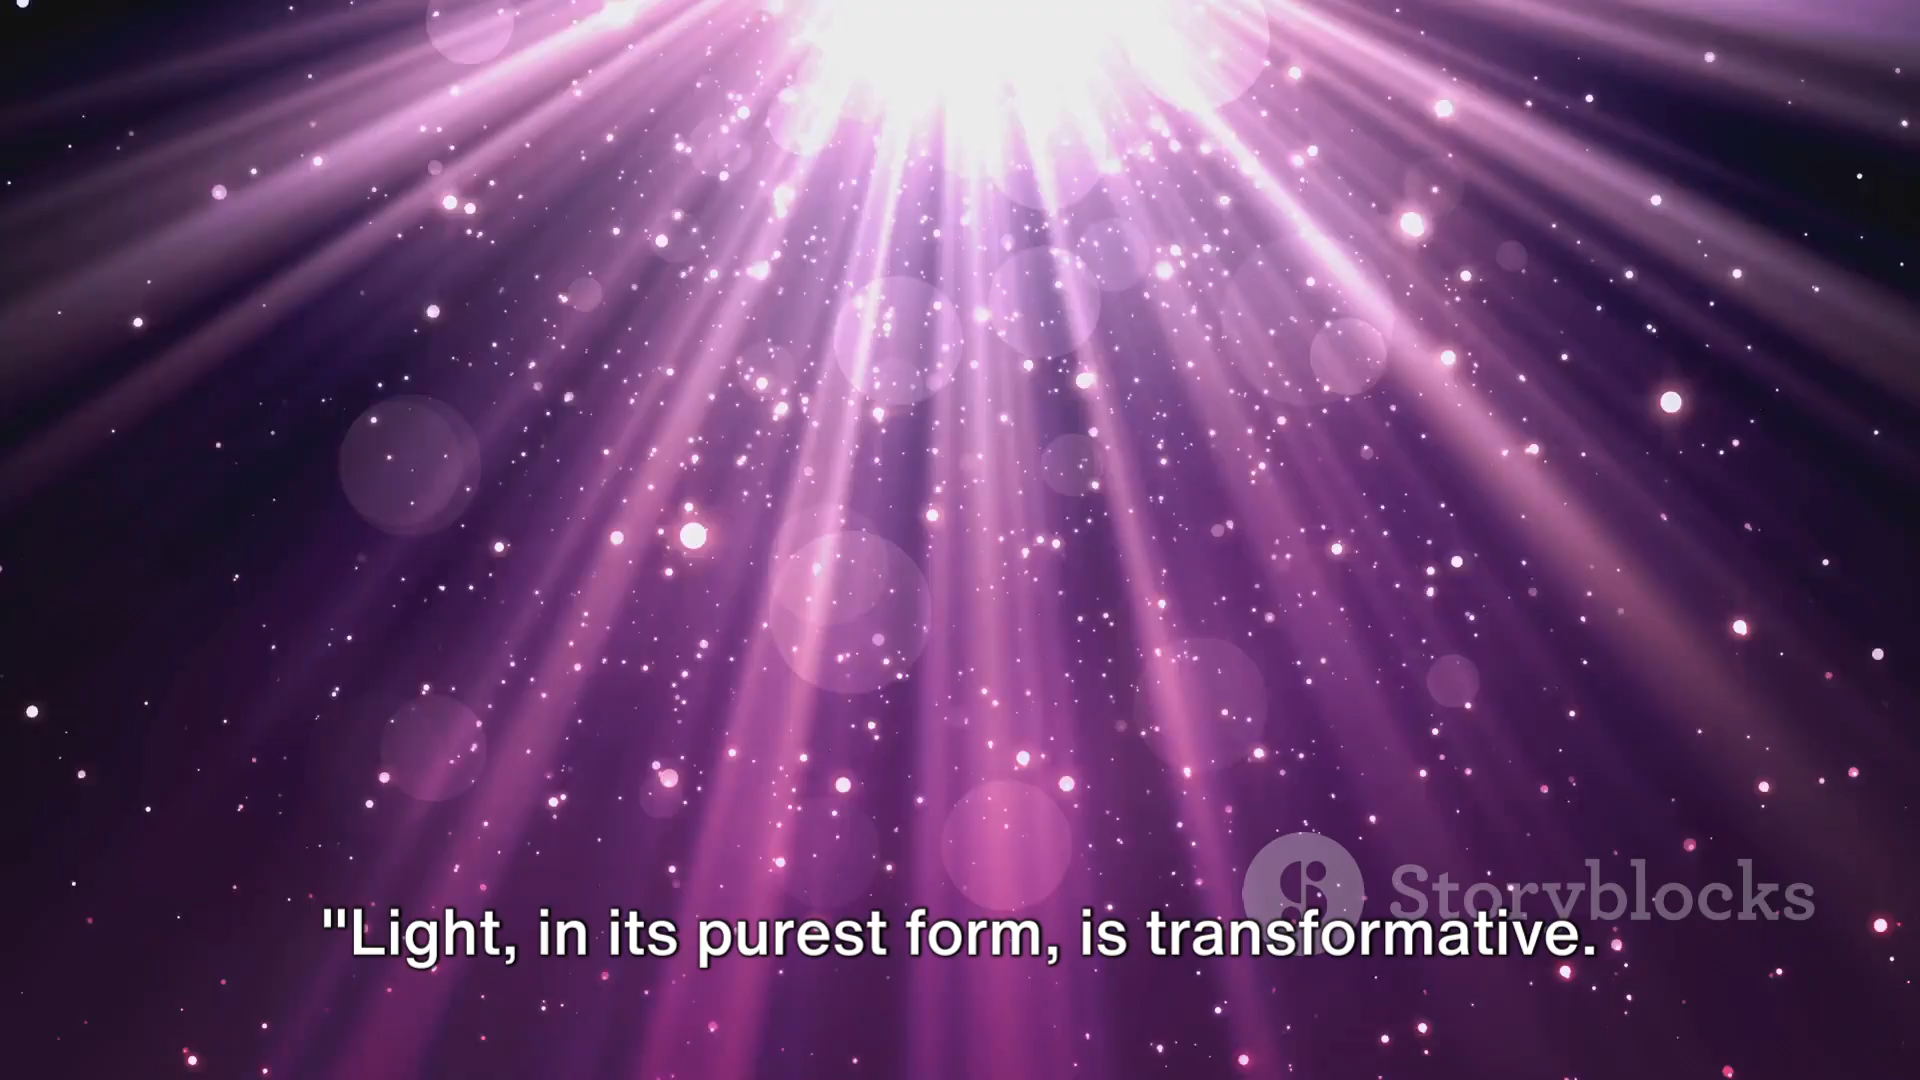 Storyblocks
"Light, in its purest form, is transformative.